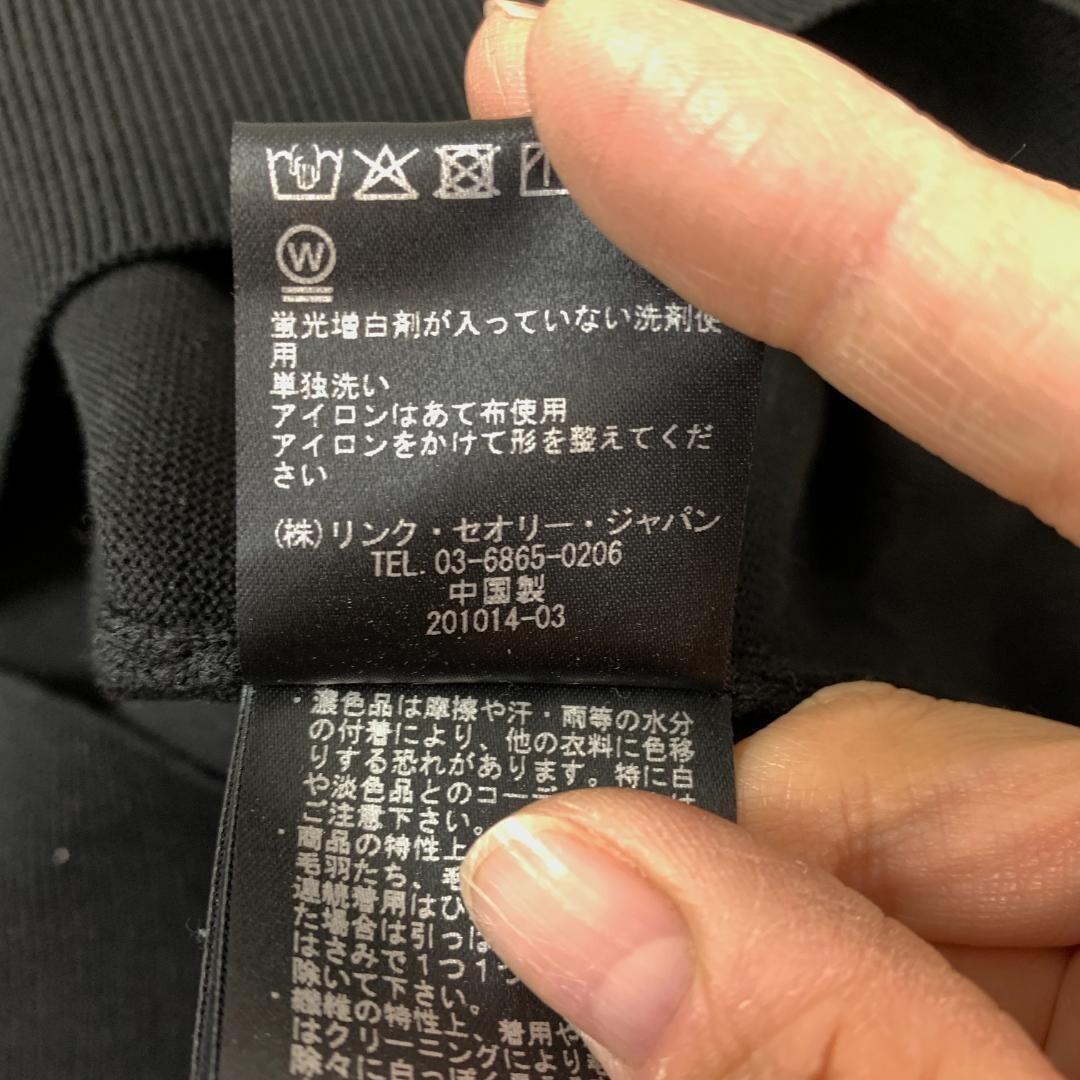 W
蛍光増白剤が入っていない洗剤使
用
単独洗い
アイロンはあて布使用
アイロンをかけて形を整えてくだ
さい
(株)リンク・セオリー・ジャパン
TEL. 03-6865-0206
中国製
201014-03
・濃色品は摩擦や汗・雨等の水分
の付着により、他の衣料に色移
りする恐れがあります。特に白
や淡色品とのコーデ
ご注意下さい。
・商品の特性上
毛羽たち、毛
連続着用はひ
た場合は引っぱ
はさみで1つ1つ
除いて下さい。
・繊維の特性上、着用や
はクリーニングにより
除々に白っぽく